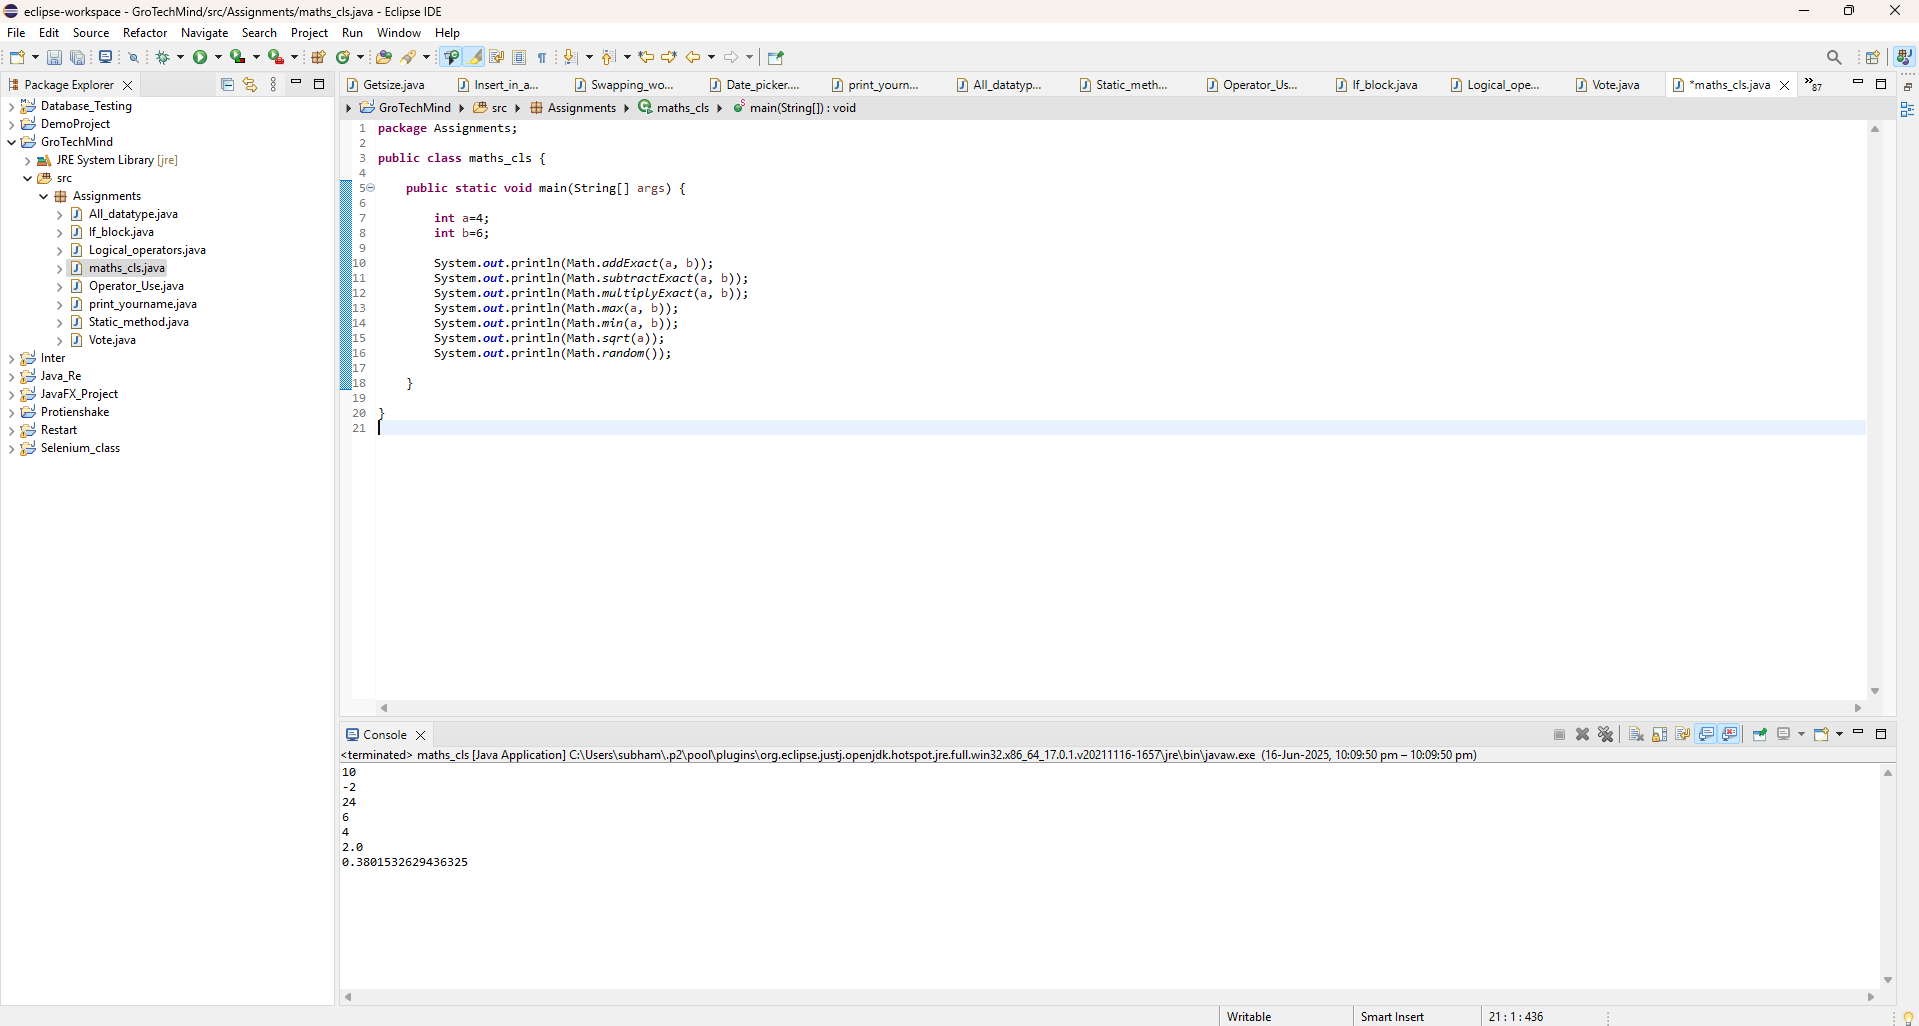 eclipse-workspace - GroTechMind/src/Assignments/maths_cls.java - Eclipse IDE
File Edit Source Refactor Navigate Search Project Run Window Help
Package Explorer
Database_Testing
DemoProject
GroTechMind
JRE System Library [jre]
src
Assignments
All_datatype.java
If_block.java
Logical_operators.java
maths_cls.java
Operator_Use.java
print_yourname.java
Static_method.java
Vote.java
Inter
Java_Re
JavaFX_Project
Protienshake
Restart
Selenium_class
Getsize.java Insert_in_a... Swapping_wo... Date_picker.... print_yourn... All_datatyp... Static_meth... Operator_Us... If_block.java Logical_ope... Vote.java *maths_cls.java »87
GroTechMind src Assignments maths_cls main(String[]) : void
1 package Assignments;
2
3 public class maths_cls {
4
5 public static void main(String[] args) {
6
7 int a=4;
8 int b=6;
9
10 System.out.println(Math.addExact(a, b));
11 System.out.println(Math.subtractExact(a, b));
12 System.out.println(Math.multiplyExact(a, b));
13 System.out.println(Math.max(a, b));
14 System.out.println(Math.min(a, b));
15 System.out.println(Math.sqrt(a));
16 System.out.println(Math.random());
17
18 }
19
20 }
21
Console
<terminated> maths_cls [Java Application] C:\Users\subham\.p2\pool\plugins\org.eclipse.justj.openjdk.hotspot.jre.full.win32.x86_64_17.0.1.v20211116-1657\jre\bin\javaw.exe (16-Jun-2025, 10:09:50 pm – 10:09:50 pm)
10
-2
24
6
4
2.0
0.3801532629436325
Writable Smart Insert 21 : 1 : 436